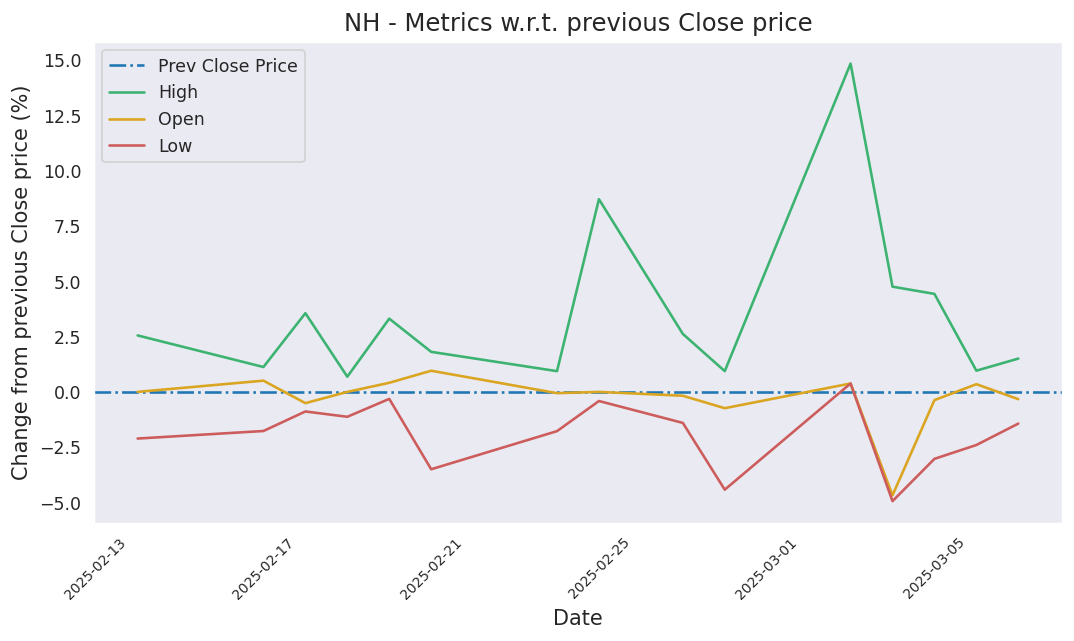 NH - Metrics w.r.t. previous Close price
Prev Close Price
High
Open
Low
Change from previous Close price (%)
15.0
12.5
10.0
7.5
5.0
2.5
0.0
−2.5
−5.0
2025-02-13
2025-02-17
2025-02-21
2025-02-25
2025-03-01
2025-03-05
Date